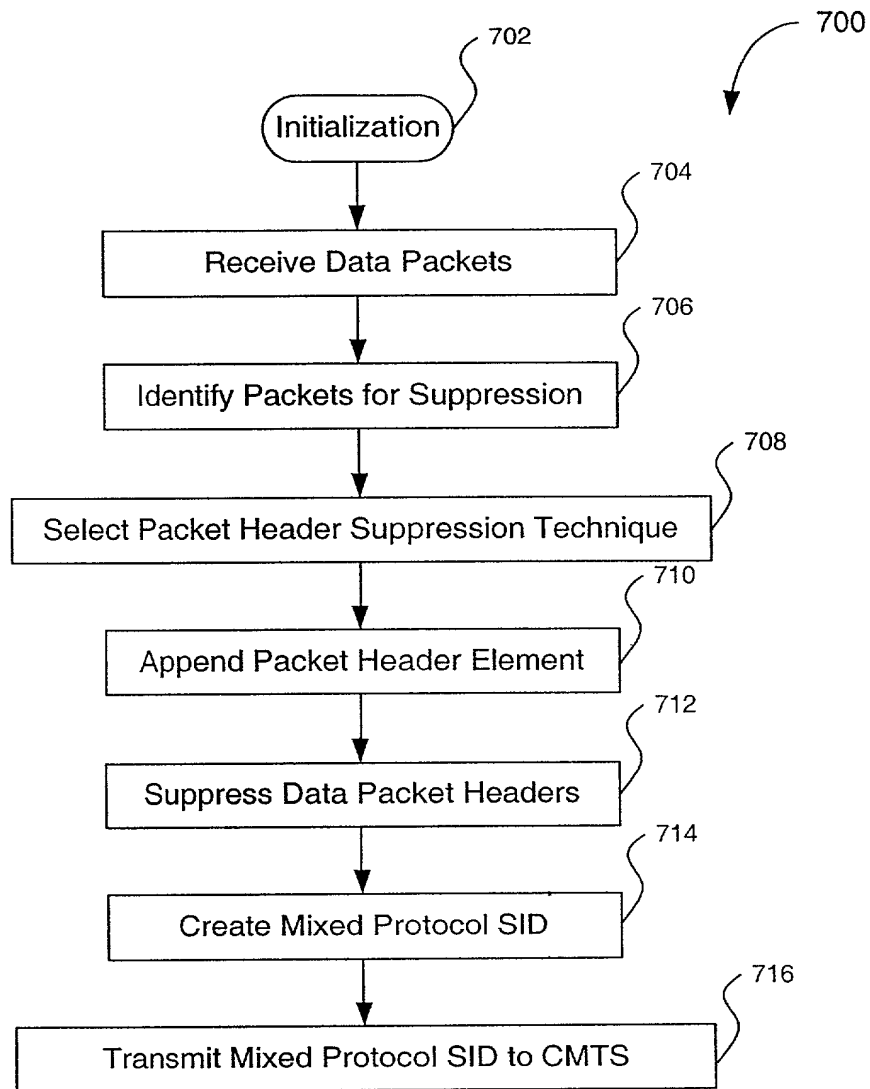 700
702
Initialization
704
Receive Data Packets
706
Identify Packets for Suppression
708
Select Packet Header Suppression Technique
710
Append Packet Header Element
712
Suppress Data Packet Headers
714
Create Mixed Protocol SID
716
Transmit Mixed Protocol SID to CMTS